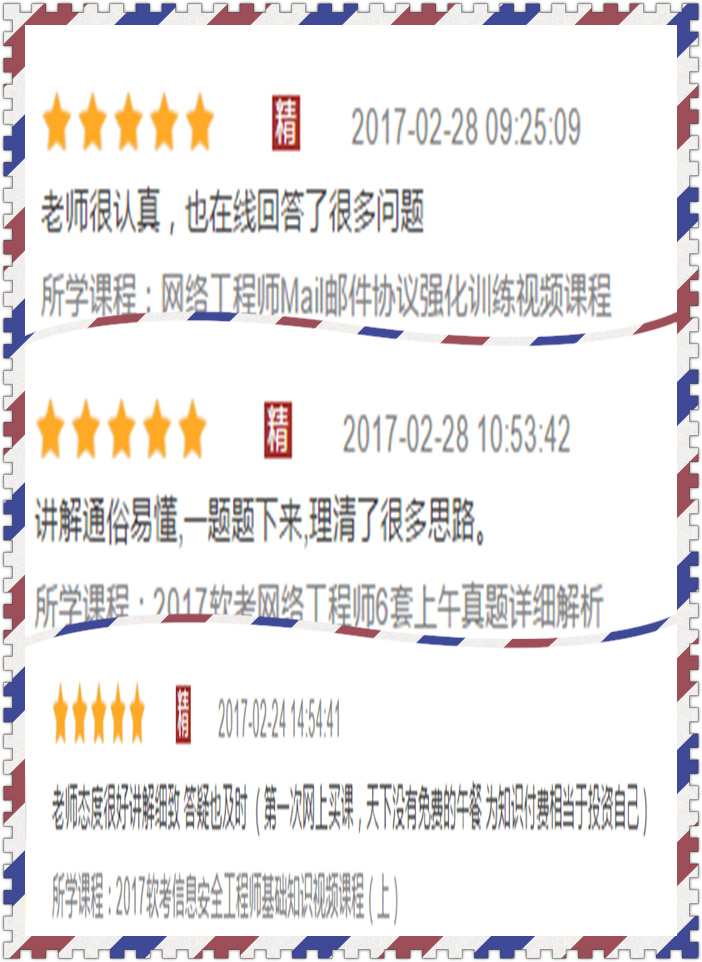 精 2017-02-28 09:25:09
老师很认真，也在线回答了很多问题
所学课程：网络工程师Mail邮件协议强化训练视频课程
精 2017-02-28 10:53:42
讲解通俗易懂,一题题下来,理清了很多思路。
所学课程：2017软考网络工程师6套上午真题详细解析
精 2017-02-24 14:54:41
老师态度很好讲解细致 答疑也及时（第一次网上买课，天下没有免费的午餐 为知识付费相当于投资自己）
所学课程：2017软考信息安全工程师基础知识视频课程（上）